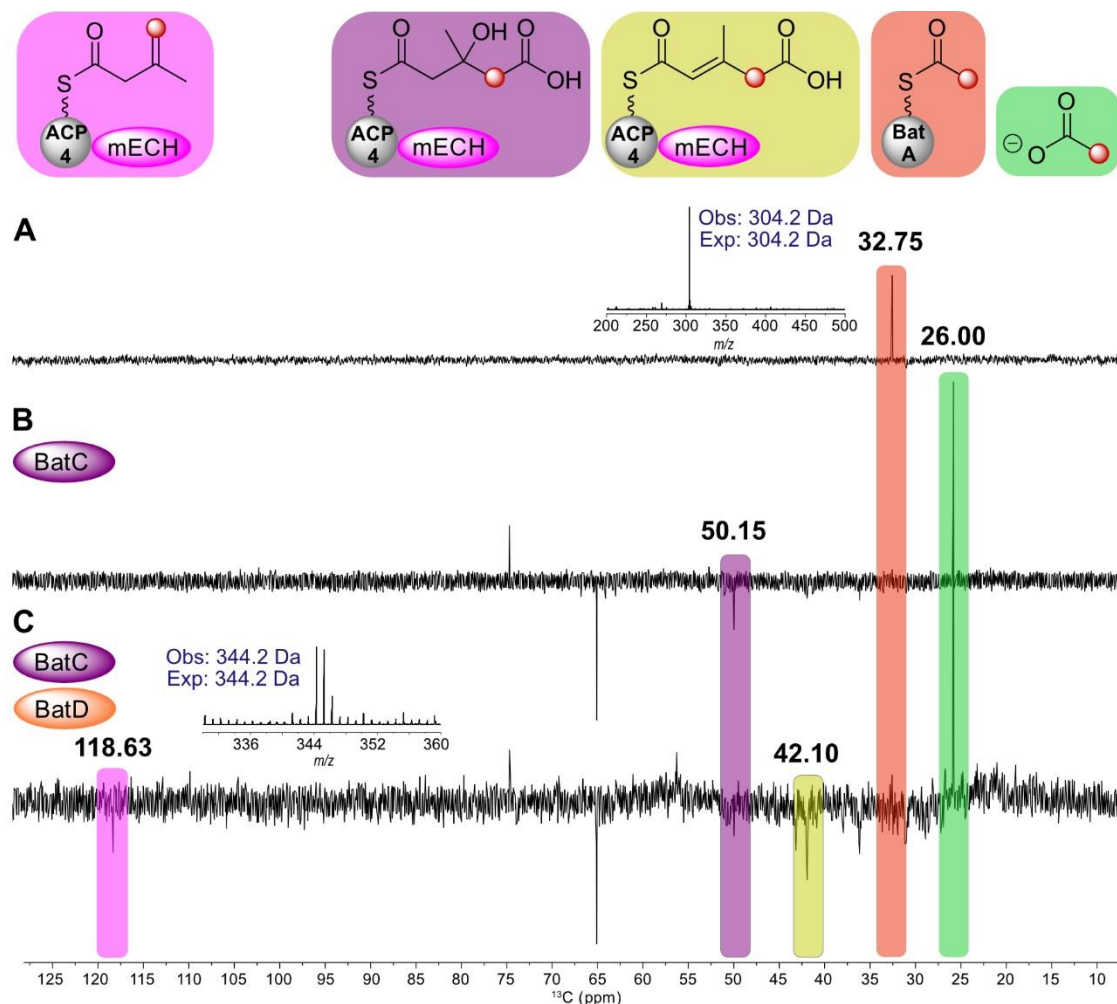 O
OH
O
S
OH
ACP
4
mECH
O
S
ACP
4
mECH
O
S
OH
O
ACP
4
mECH
O
S
Bat
A
O
⊖
O
A
Obs: 304.2 Da
Exp: 304.2 Da
200 250 300 350 400 450 500
m/z
32.75
26.00
B
BatC
50.15
C
BatC
BatD
Obs: 344.2 Da
Exp: 344.2 Da
336 344 352 360
m/z
118.63
42.10
125 120 115 110 105 100 95 90 85 80 75 70 65 60 55 50 45 40 35 30 25 20 15 10
¹³C (ppm)